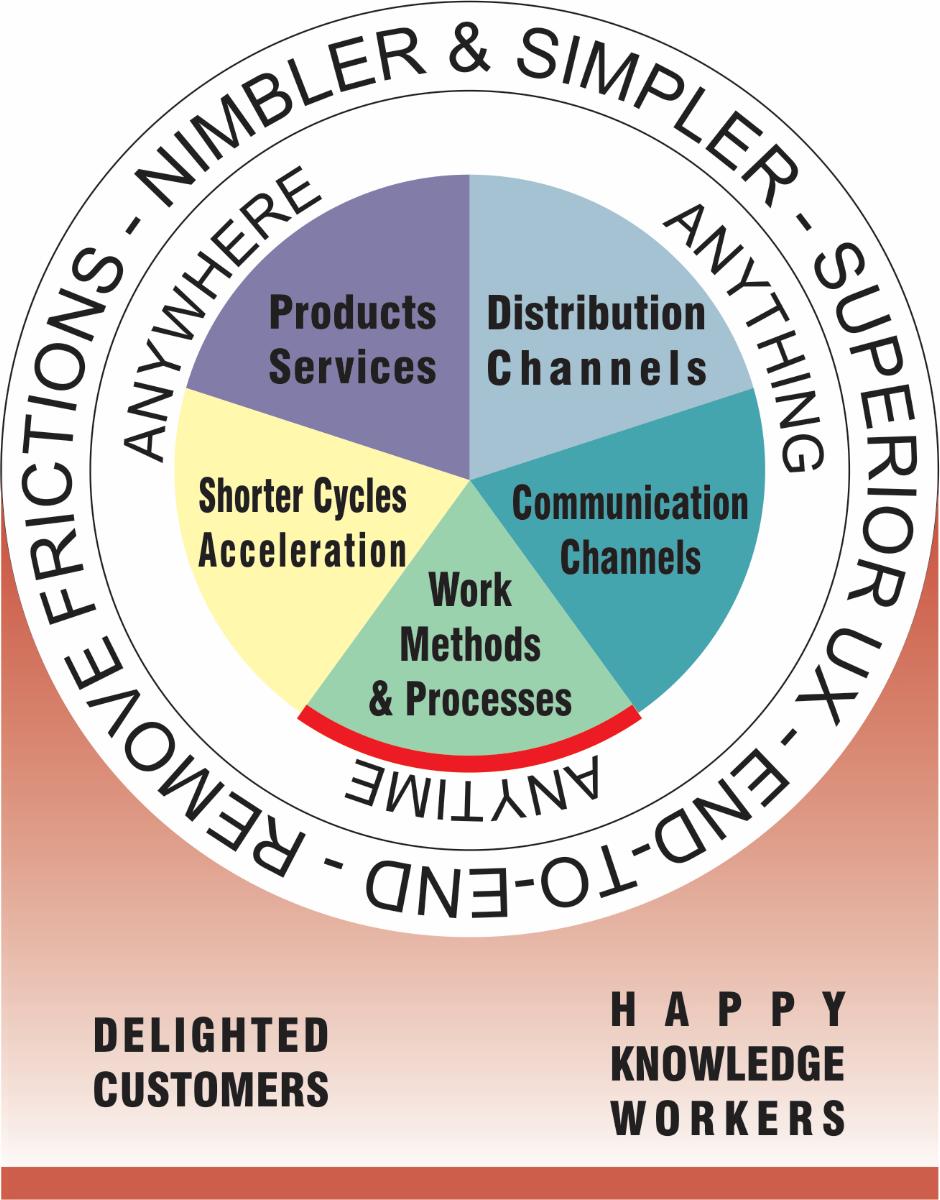 REMOVE FRICTIONS - NIMBLER & SIMPLER - SUPERIOR UX - END-TO-END -
ANYWHERE
ANYTHING
ANYTIME
Products
Services
Distribution
Channels
Shorter Cycles
Acceleration
Communication
Channels
Work
Methods
& Processes
DELIGHTED
CUSTOMERS
HAPPY
KNOWLEDGE
WORKERS